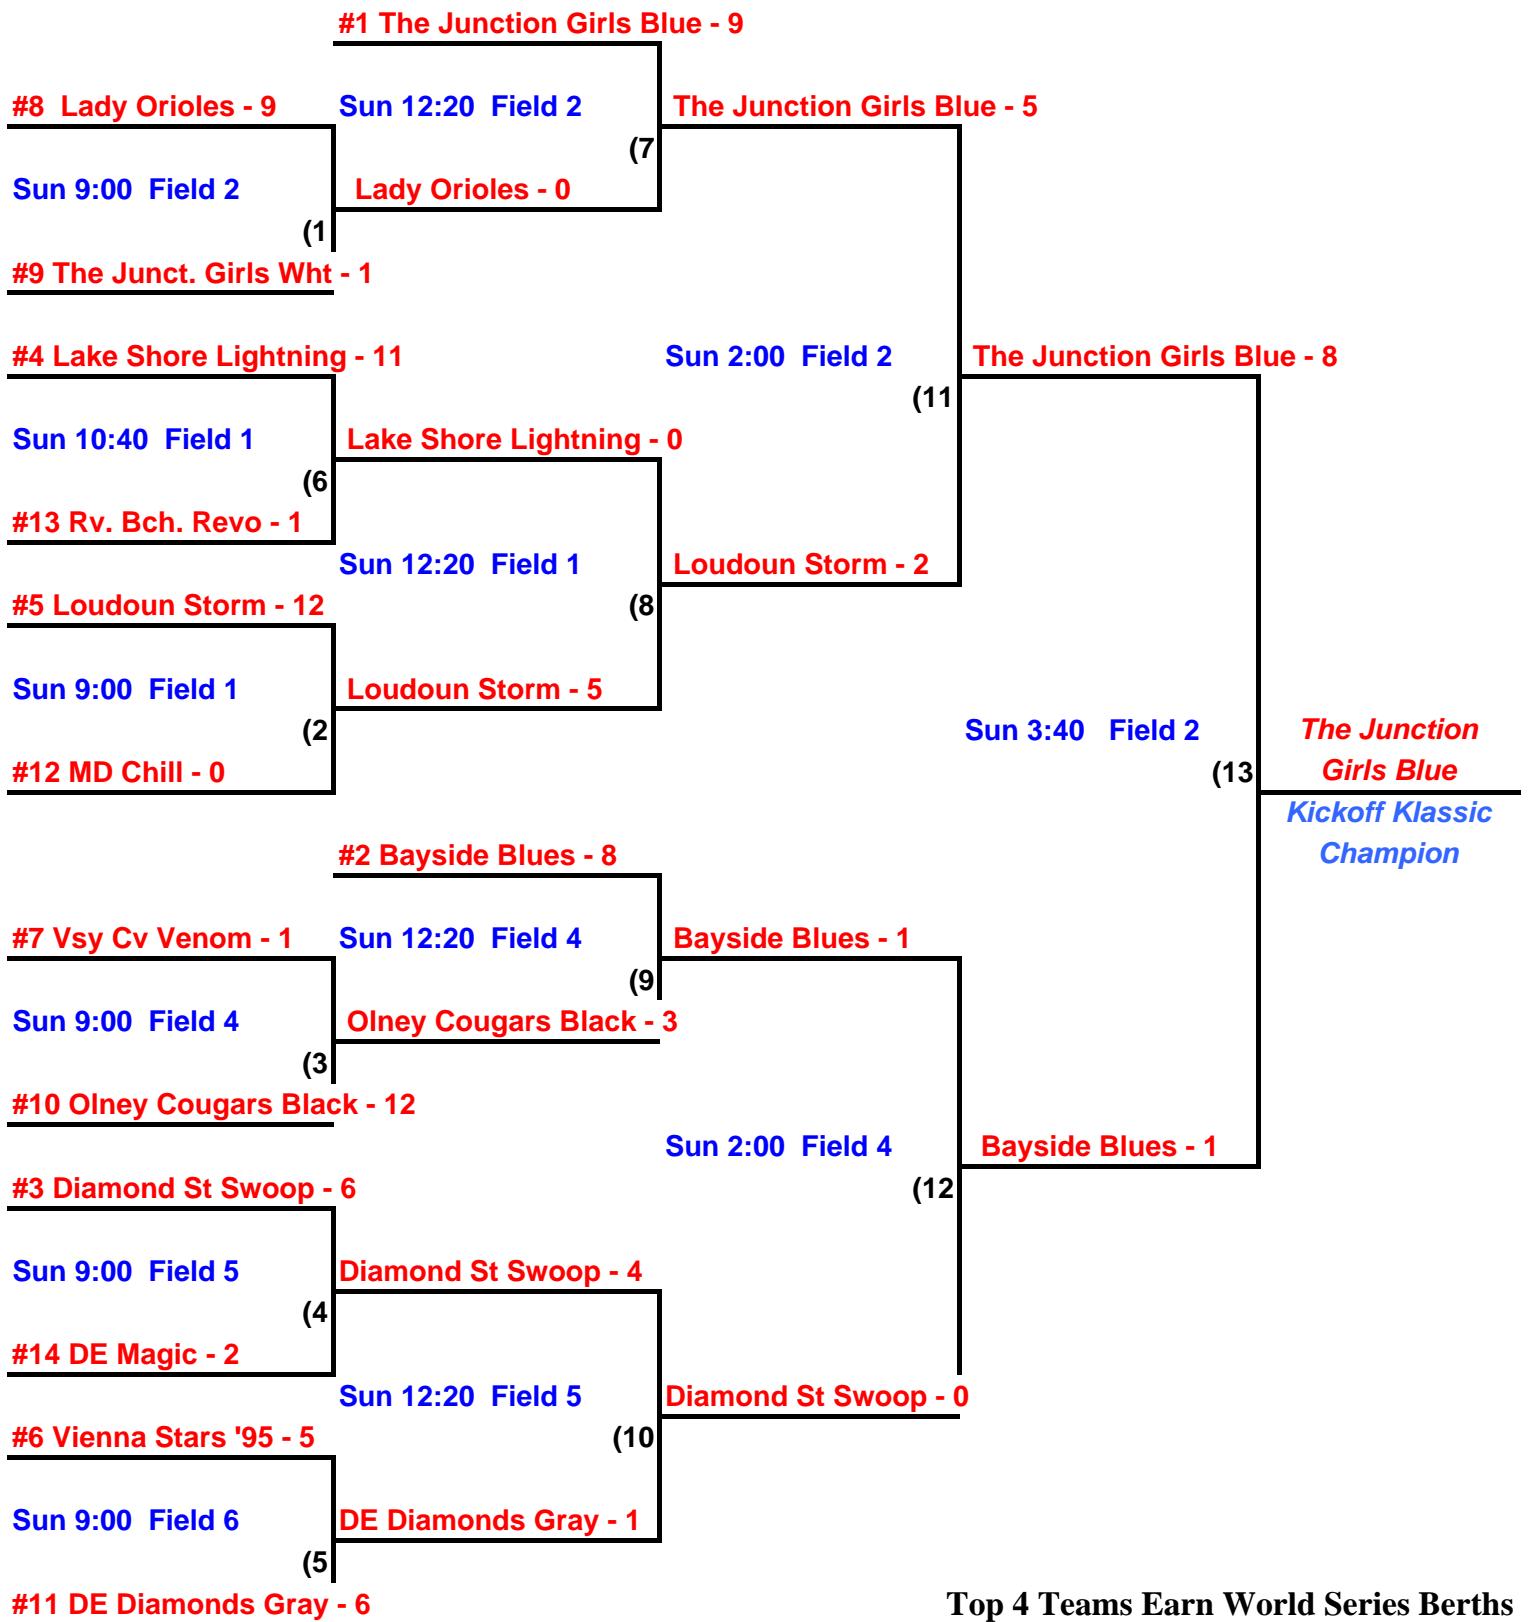 #1 The Junction Girls Blue - 9
#8  Lady Orioles - 9
Sun 12:20  Field 2
The Junction Girls Blue - 5
(7
Sun 9:00  Field 2
Lady Orioles - 0
(1
#9 The Junct. Girls Wht - 1
#4 Lake Shore Lightning - 11
Sun 2:00  Field 2
The Junction Girls Blue - 8
(11
Sun 10:40  Field 1
Lake Shore Lightning - 0
(6
#13 Rv. Bch. Revo - 1
Sun 12:20  Field 1
Loudoun Storm - 2
#5 Loudoun Storm - 12
(8
Sun 9:00  Field 1
Loudoun Storm - 5
(2
Sun 3:40   Field 2
The Junction
#12 MD Chill - 0
(13
Girls Blue
Kickoff Klassic
Champion
#2 Bayside Blues - 8
#7 Vsy Cv Venom - 1
Sun 12:20  Field 4
Bayside Blues - 1
(9
Sun 9:00  Field 4
Olney Cougars Black - 3
(3
#10 Olney Cougars Black - 12
Sun 2:00  Field 4
Bayside Blues - 1
#3 Diamond St Swoop - 6
(12
Sun 9:00  Field 5
Diamond St Swoop - 4
(4
#14 DE Magic - 2
Sun 12:20  Field 5
Diamond St Swoop - 0
#6 Vienna Stars '95 - 5
(10
Sun 9:00  Field 6
DE Diamonds Gray - 1
(5
#11 DE Diamonds Gray - 6
Top 4 Teams Earn World Series Berths